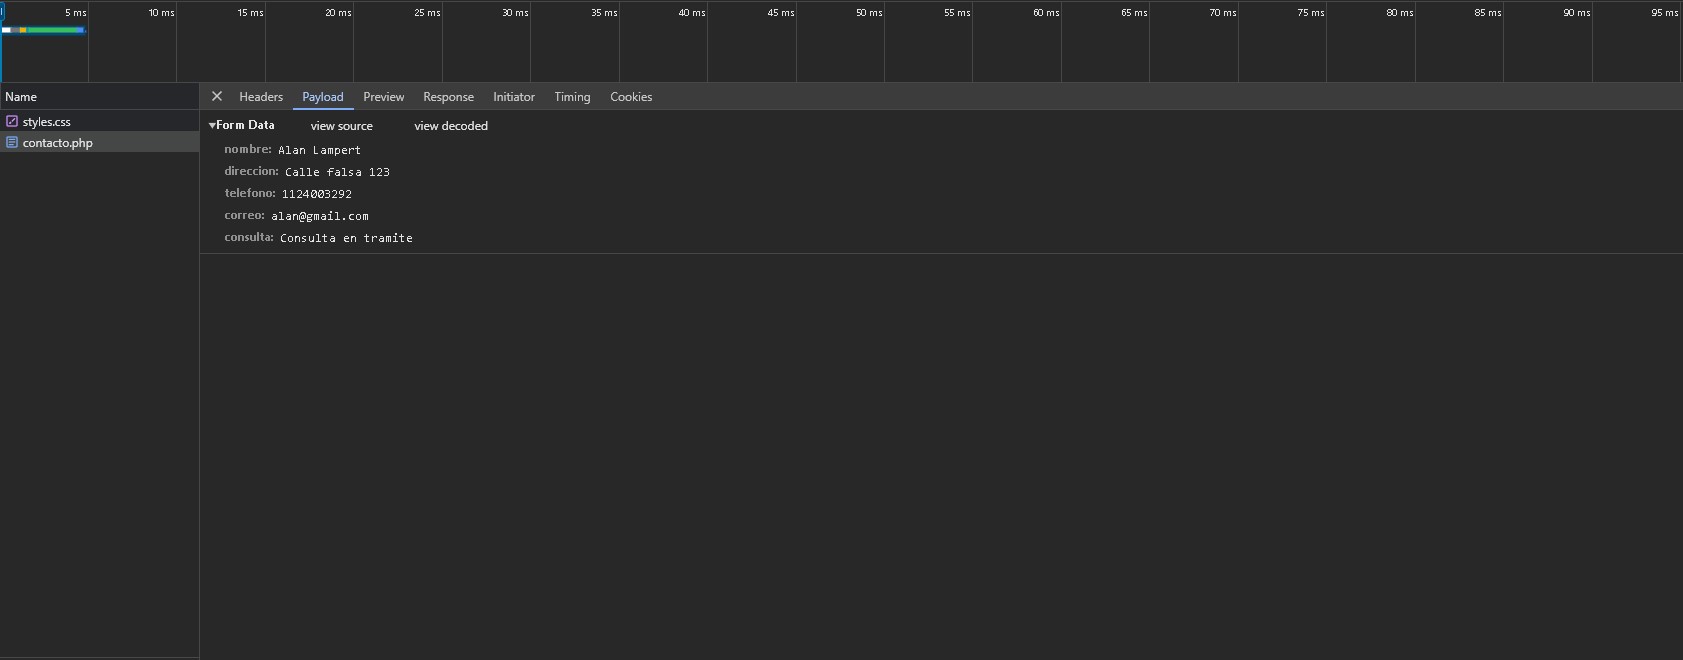 5 ms 10 ms 15 ms 20 ms 25 ms 30 ms 35 ms 40 ms 45 ms 50 ms 55 ms 60 ms 65 ms 70 ms 75 ms 80 ms 85 ms 90 ms 95 ms
Name
styles.css
contacto.php
Headers Payload Preview Response Initiator Timing Cookies
Form Data view source view decoded
nombre: Alan Lampert
direccion: Calle falsa 123
telefono: 1124003292
correo: alan@gmail.com
consulta: Consulta en tramite